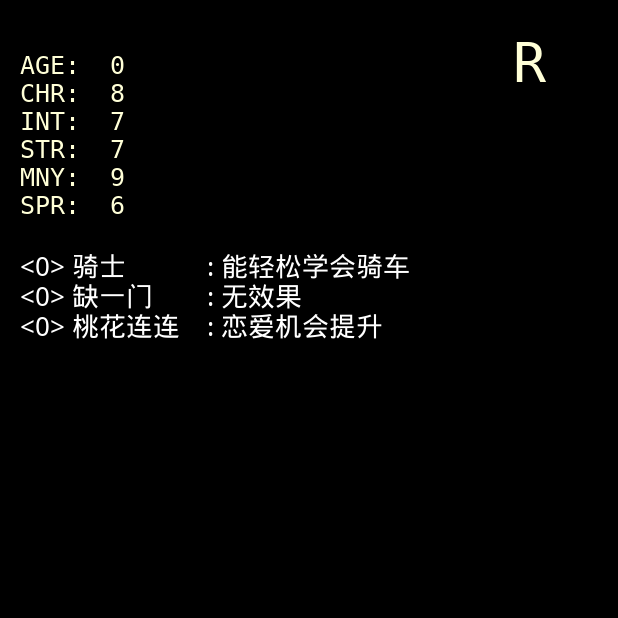 R
AGE: 0
CHR: 8
INT: 7
STR: 7
MNY: 9
SPR: 6
<O> 骑士 :能轻松学会骑车
<O> 缺一门 :无效果
<O> 桃花连连 :恋爱机会提升